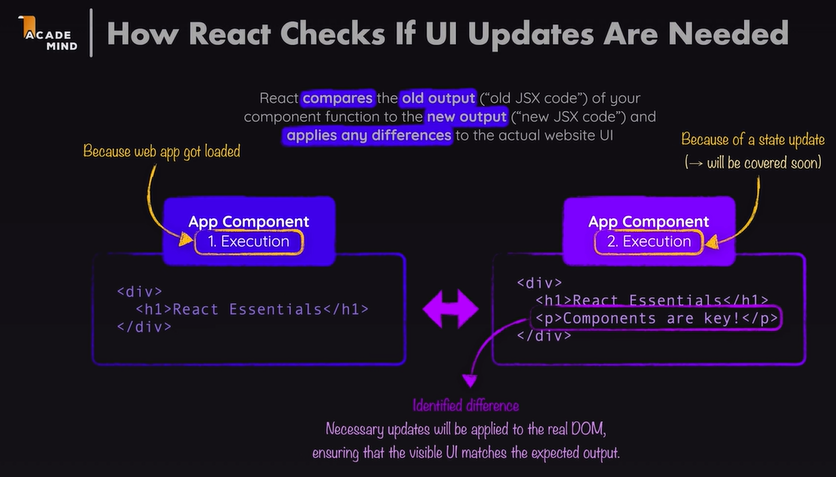 ACADE
MIND
How React Checks If UI Updates Are Needed
React compares the old output (“old JSX code”) of your
component function to the new output (“new JSX code”) and
applies any differences to the actual website UI
Because web app got loaded
Because of a state update
(→ will be covered soon)
App Component
1. Execution
<div>
<h1>React Essentials</h1>
</div>
App Component
2. Execution
<div>
<h1>React Essentials</h1>
<p>Components are key!</p>
</div>
Identified difference
Necessary updates will be applied to the real DOM,
ensuring that the visible UI matches the expected output.